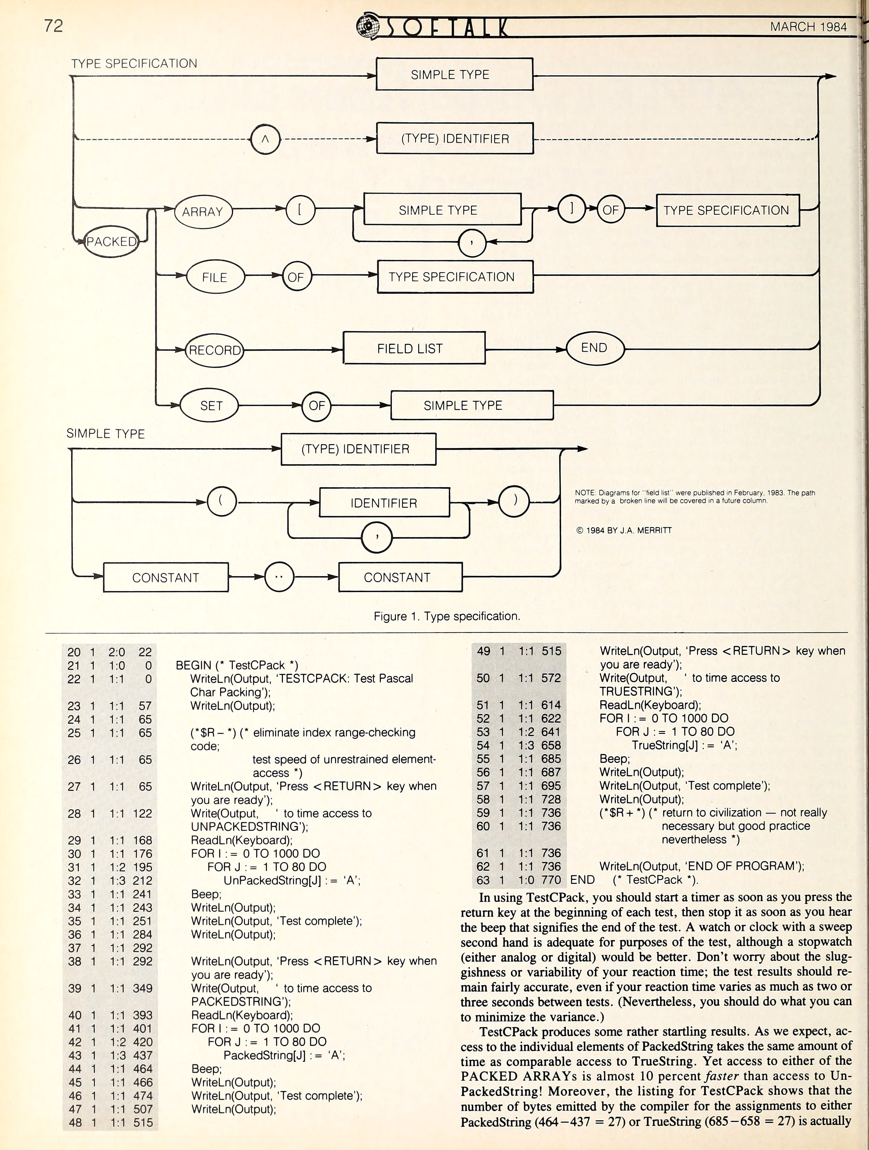 72
SOFTALK
MARCH 1984
TYPE SPECIFICATION
SIMPLE TYPE
^
(TYPE) IDENTIFIER
ARRAY
[
SIMPLE TYPE
]
OF
TYPE SPECIFICATION
PACKED
,
FILE
OF
TYPE SPECIFICATION
RECORD
FIELD LIST
END
SET
OF
SIMPLE TYPE
SIMPLE TYPE
(TYPE) IDENTIFIER
(
IDENTIFIER
)
,
CONSTANT
..
CONSTANT
NOTE: Diagrams for "field list" were published in February, 1983. The path
marked by a broken line will be covered in a future column.
© 1984 BY J.A. MERRITT
Figure 1. Type specification.
20 1 2:0 22
21 1 1:0 0 BEGIN (* TestCPack *)
22 1 1:1 0 WriteLn(Output, 'TESTCPACK: Test Pascal
Char Packing');
23 1 1:1 57 WriteLn(Output);
24 1 1:1 65
25 1 1:1 65 (*$R – *) (* eliminate index range-checking
code;
26 1 1:1 65 test speed of unrestrained element-
access *)
27 1 1:1 65 WriteLn(Output, 'Press <RETURN> key when
you are ready');
28 1 1:1 122 Write(Output, ' to time access to
UNPACKEDSTRING');
29 1 1:1 168 ReadLn(Keyboard);
30 1 1:1 176 FOR I : = 0 TO 1000 DO
31 1 1:2 195 FOR J : = 1 TO 80 DO
32 1 1:3 212 UnPackedString[J] : = 'A';
33 1 1:1 241 Beep;
34 1 1:1 243 WriteLn(Output);
35 1 1:1 251 WriteLn(Output, 'Test complete');
36 1 1:1 284 WriteLn(Output);
37 1 1:1 292
38 1 1:1 292 WriteLn(Output, 'Press <RETURN> key when
you are ready');
39 1 1:1 349 Write(Output, ' to time access to
PACKEDSTRING');
40 1 1:1 393 ReadLn(Keyboard);
41 1 1:1 401 FOR I : = 0 TO 1000 DO
42 1 1:2 420 FOR J : = 1 TO 80 DO
43 1 1:3 437 PackedString[J] : = 'A';
44 1 1:1 464 Beep;
45 1 1:1 466 WriteLn(Output);
46 1 1:1 474 WriteLn(Output, 'Test complete');
47 1 1:1 507 WriteLn(Output);
48 1 1:1 515
49 1 1:1 515 WriteLn(Output, 'Press <RETURN> key when
you are ready');
50 1 1:1 572 Write(Output, ' to time access to
TRUESTRING');
51 1 1:1 614 ReadLn(Keyboard);
52 1 1:1 622 FOR I : = 0 TO 1000 DO
53 1 1:2 641 FOR J : = 1 TO 80 DO
54 1 1:3 658 TrueString[J] : = 'A';
55 1 1:1 685 Beep;
56 1 1:1 687 WriteLn(Output);
57 1 1:1 695 WriteLn(Output, 'Test complete');
58 1 1:1 728 WriteLn(Output);
59 1 1:1 736 (*$R + *) (* return to civilization — not really
60 1 1:1 736 necessary but good practice
nevertheless *)
61 1 1:1 736
62 1 1:1 736 WriteLn(Output, 'END OF PROGRAM');
63 1 1:0 770 END (* TestCPack *).
In using TestCPack, you should start a timer as soon as you press the
return key at the beginning of each test, then stop it as soon as you hear
the beep that signifies the end of the test. A watch or clock with a sweep
second hand is adequate for purposes of the test, although a stopwatch
(either analog or digital) would be better. Don't worry about the slug-
gishness or variability of your reaction time; the test results should re-
main fairly accurate, even if your reaction time varies as much as two or
three seconds between tests. (Nevertheless, you should do what you can
to minimize the variance.)
TestCPack produces some rather startling results. As we expect, ac-
cess to the individual elements of PackedString takes the same amount of
time as comparable access to TrueString. Yet access to either of the
PACKED ARRAYs is almost 10 percent faster than access to Un-
PackedString! Moreover, the listing for TestCPack shows that the
number of bytes emitted by the compiler for the assignments to either
PackedString (464–437 = 27) or TrueString (685–658 = 27) is actually